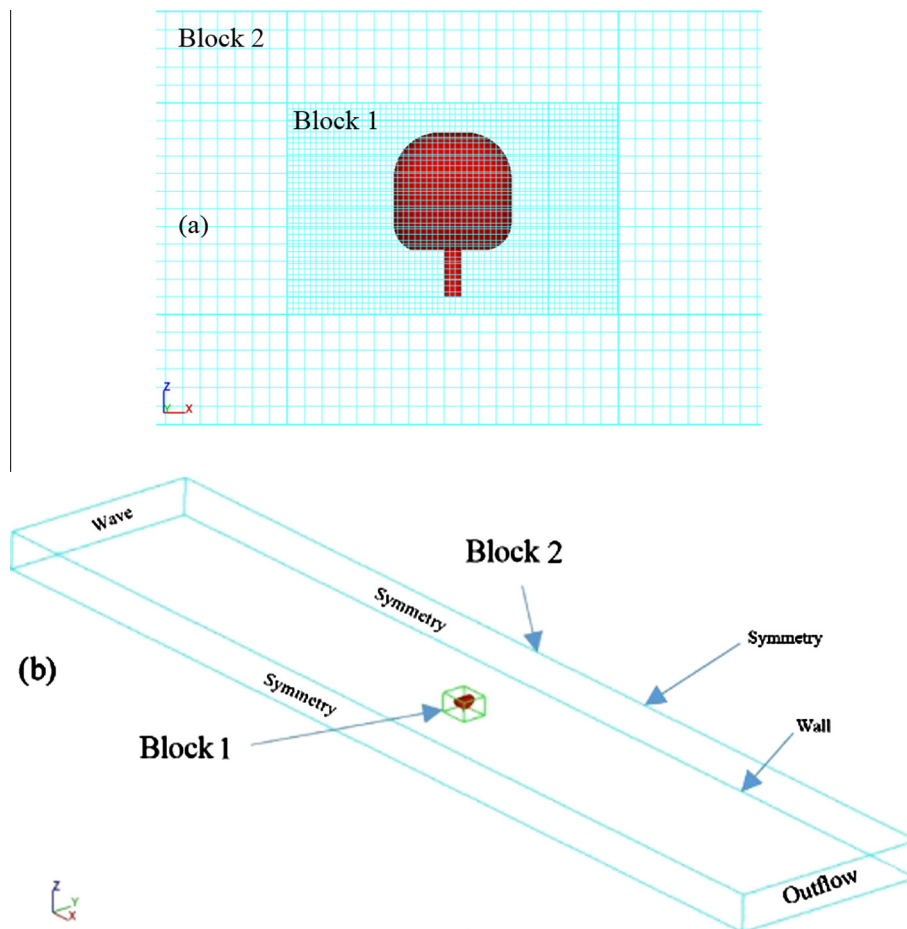 Block 2
Block 1
(a)
Z
Y X
Wave
Block 2
Symmetry
Symmetry
(b)
Symmetry
Wall
Block 1
Outflow
Z
Y
X